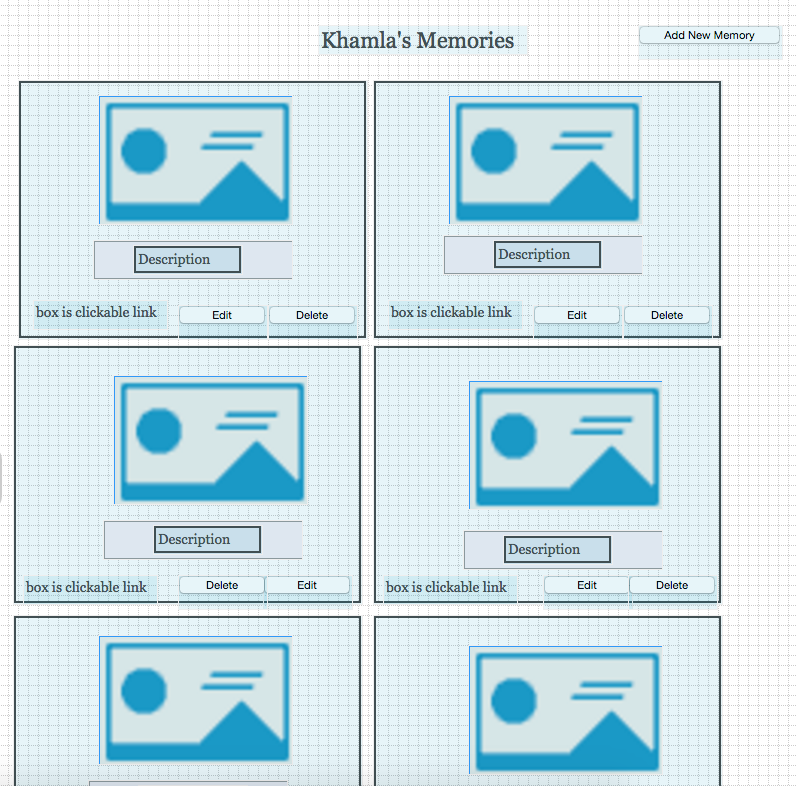 Khamla's Memories
Add New Memory
Description
box is clickable link Edit Delete
Description
box is clickable link Edit Delete
Description
box is clickable link Delete Edit
Description
box is clickable link Edit Delete